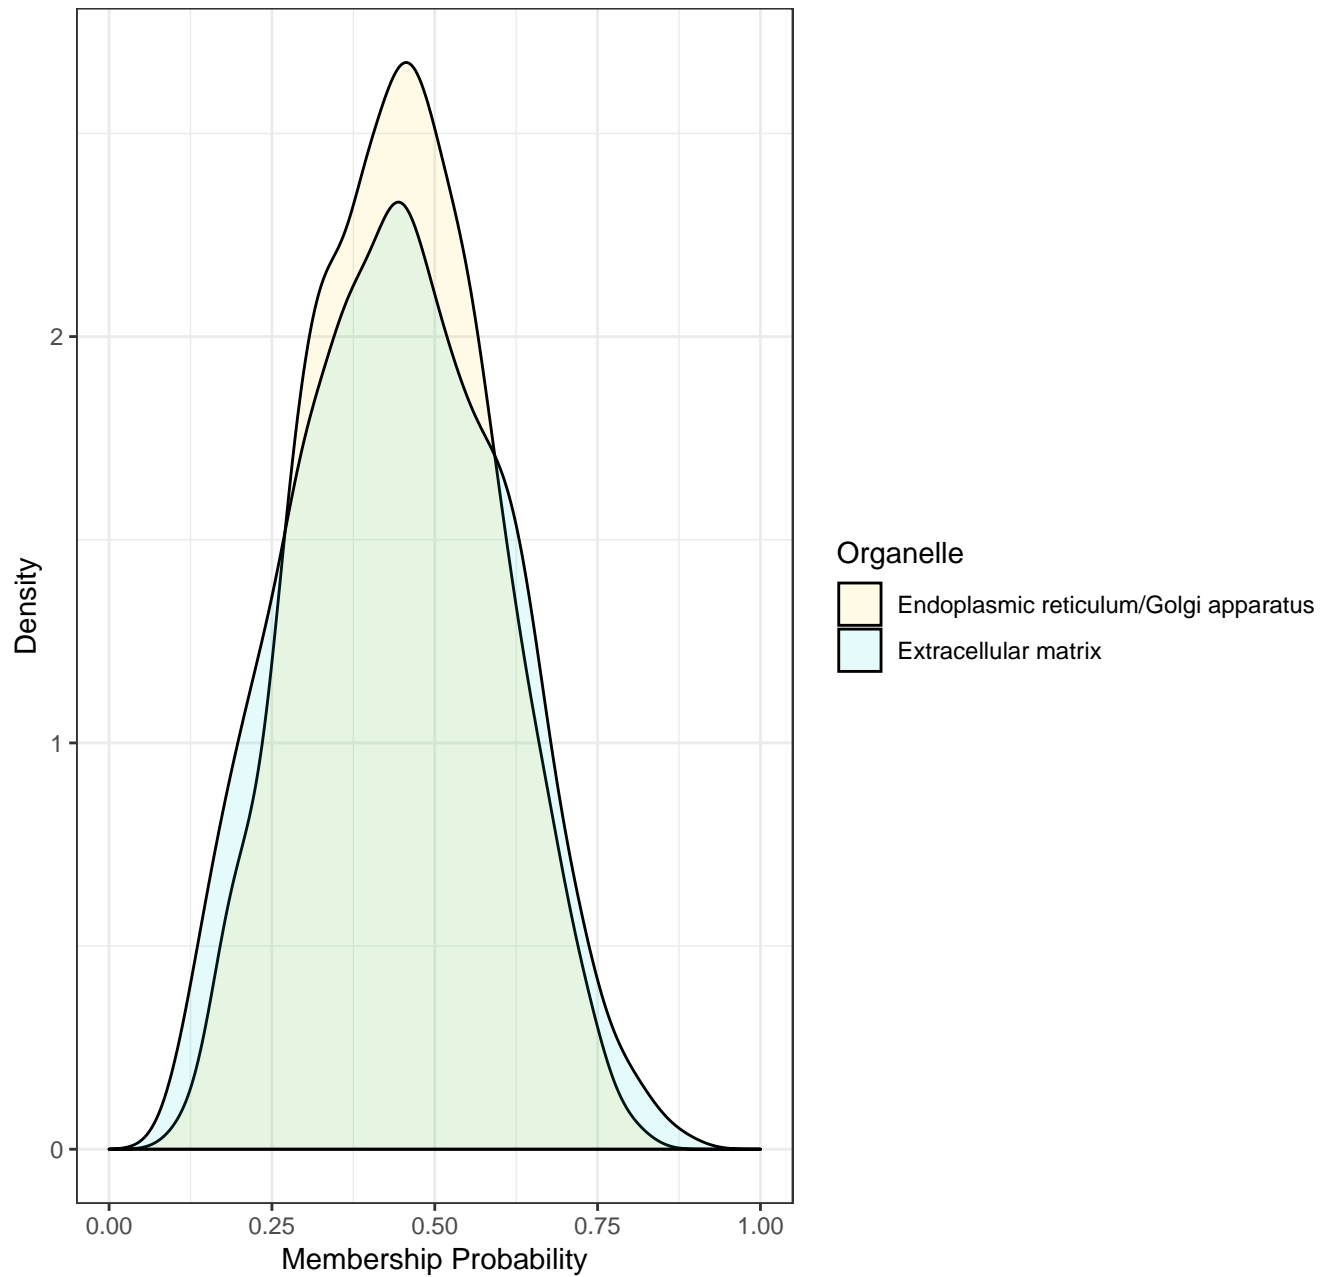 2
1
0
Density
0.00 0.25 0.50 0.75 1.00
Membership Probability
Organelle
Endoplasmic reticulum/Golgi apparatus
Extracellular matrix